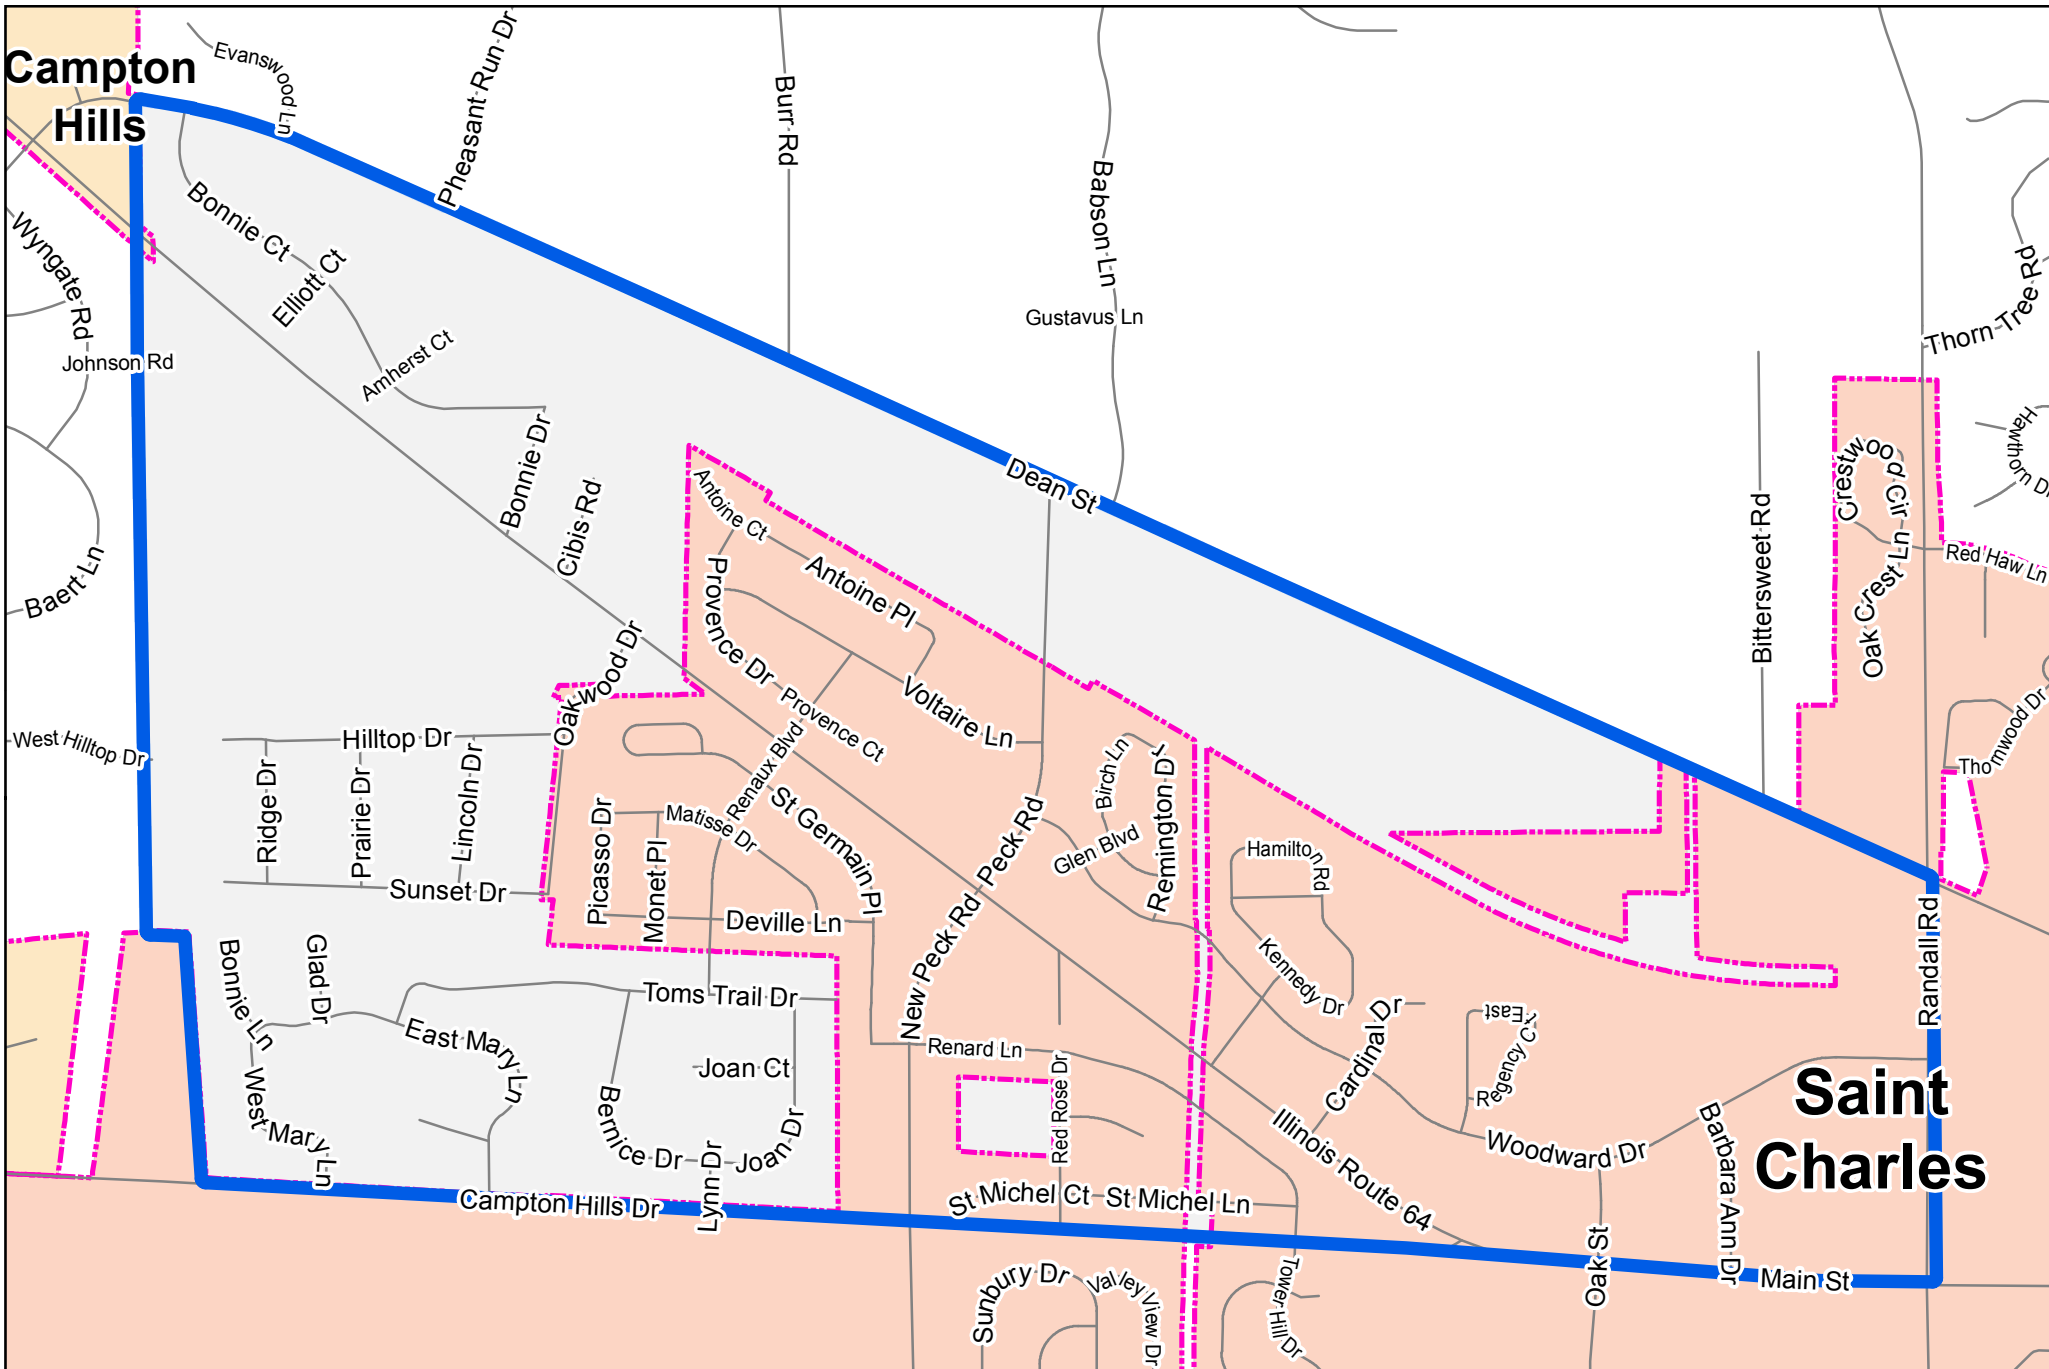 Campton
Hills
Evanswood Ln
Pheasant Run Dr
Burr Rd
Babson Ln
Gustavus Ln
Thorn Tree Rd
Wyngate Rd
Bonnie Ct
Elliott Ct
Johnson Rd
Amherst Ct
Bonnie Dr
Cibis Rd
Dean St
Bittersweet Rd
Crestwood Cir
Hawthorn Dr
Oak Crest Ln
Red Haw Ln
Baert Ln
Antoine Ct
Antoine Pl
Provence Dr
Provence Ct
Voltaire Ln
Oakwood Dr
Renaux Blvd
West Hilltop Dr
Hilltop Dr
Ridge Dr
Prairie Dr
Lincoln Dr
Sunset Dr
Picasso Dr
Monet Pl
Matisse Dr
St Germain Pl
Deville Ln
New Peck Rd
Peck Rd
Birch Ln
Glen Blvd
Remington Dr
Hamilton Rd
Kennedy Dr
Thornwood Dr
Randall Rd
Bonnie Ln
Glad Dr
East Mary Ln
West Mary Ln
Toms Trail Dr
Joan Ct
Bernice Dr
Lynn Dr
Joan Dr
Renard Ln
Red Rose Dr
Cardinal Dr
Regency Ct East
Illinois Route 64
Woodward Dr
Barbara Ann Dr
Saint
Charles
Campton Hills Dr
St Michel Ct
St Michel Ln
Oak St
Main St
Sunbury Dr
Valley View Dr
Tower Hill Dr